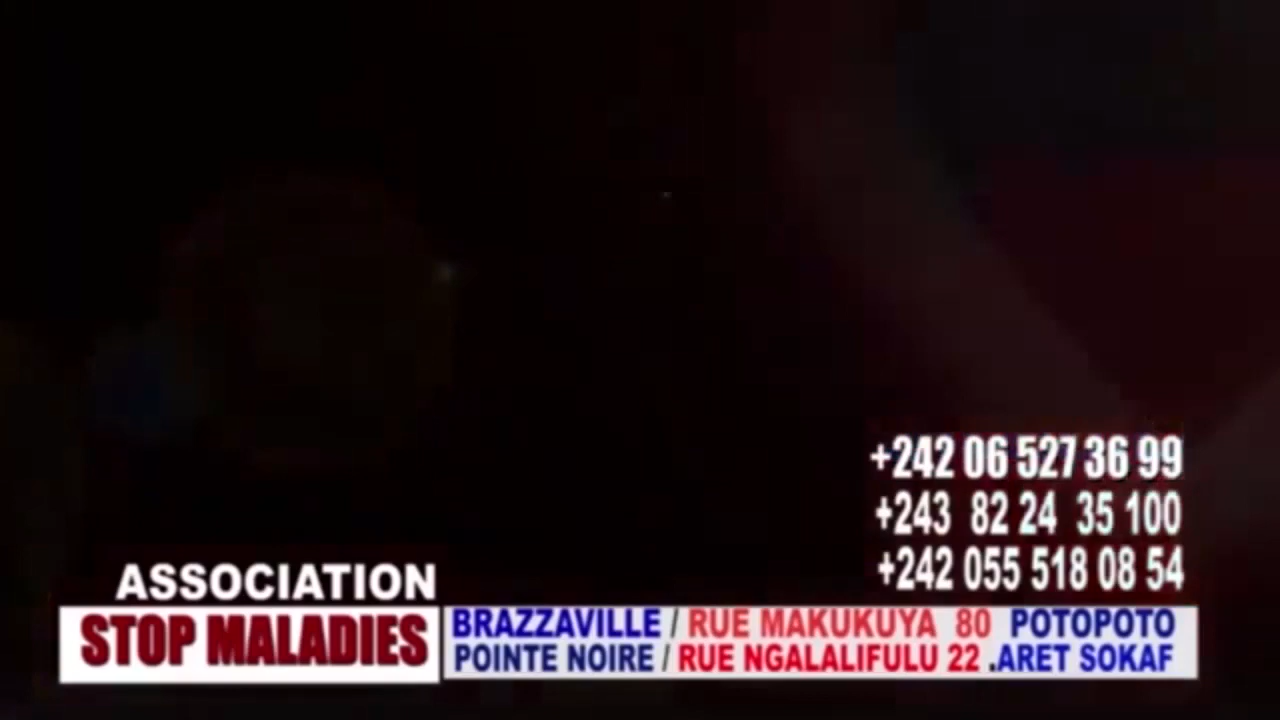 +242 06 527 36 99
+243 82 24 35 100
+242 055 518 08 54
ASSOCIATION
STOP MALADIES
BRAZZAVILLE / RUE MAKUKUYA 80 POTOPOTO
POINTE NOIRE / RUE NGALALIFULU 22 .ARET SOKAF